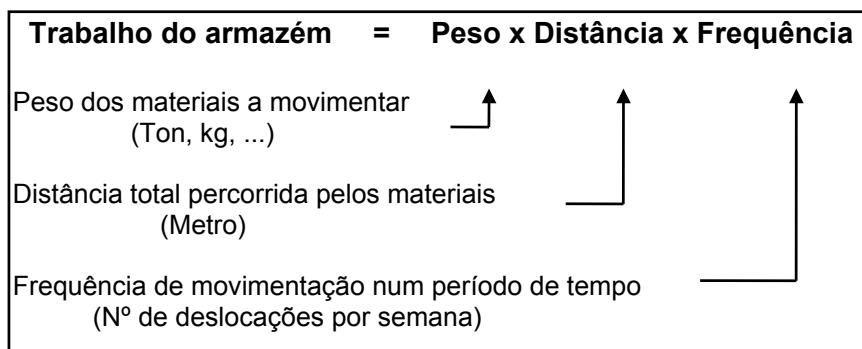 Trabalho do armazém = Peso x Distância x Frequência
Peso dos materiais a movimentar
(Ton, kg, ...)
Distância total percorrida pelos materiais
(Metro)
Frequência de movimentação num período de tempo
(Nº de deslocações por semana)